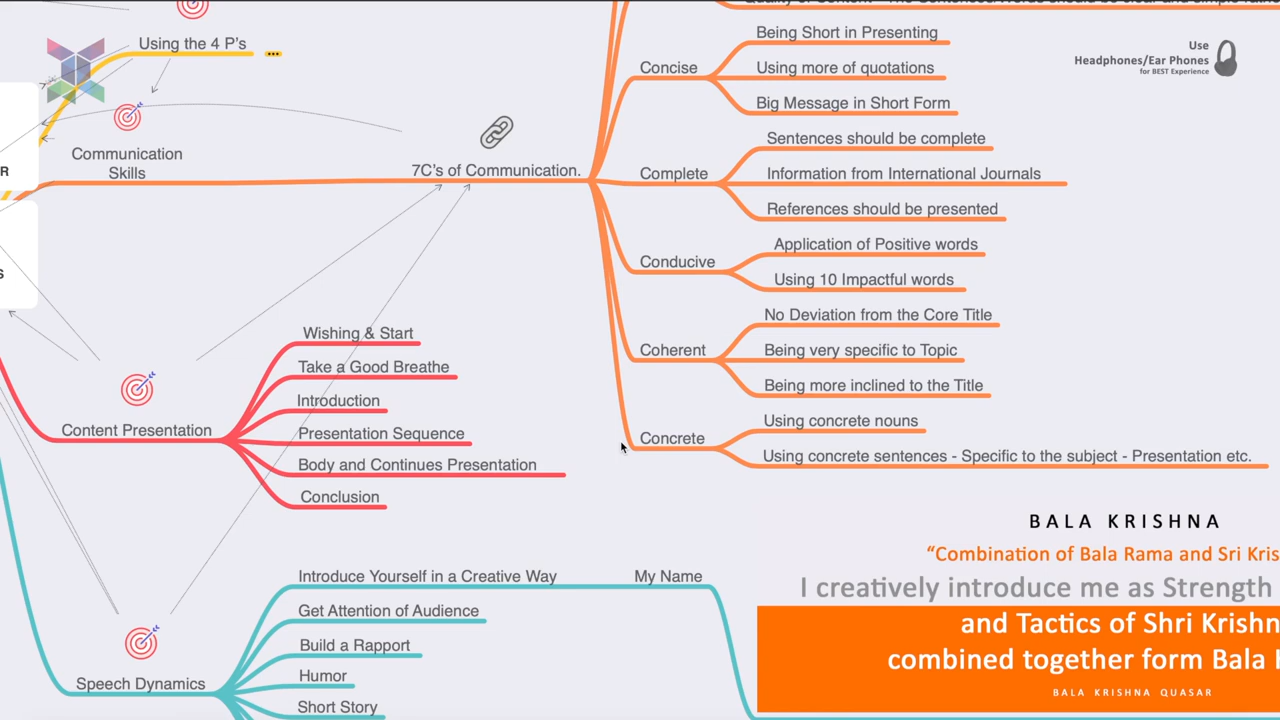 Using the 4 P's
Communication
Skills
R
S
7C's of Communication.
Concise
Being Short in Presenting
Using more of quotations
Big Message in Short Form
Complete
Sentences should be complete
Information from International Journals
References should be presented
Conducive
Application of Positive words
Using 10 Impactful words
Coherent
No Deviation from the Core Title
Being very specific to Topic
Being more inclined to the Title
Concrete
Using concrete nouns
Using concrete sentences - Specific to the subject - Presentation etc.
Use
Headphones/Ear Phones
for BEST Experience
Content Presentation
Wishing & Start
Take a Good Breathe
Introduction
Presentation Sequence
Body and Continues Presentation
Conclusion
Speech Dynamics
Introduce Yourself in a Creative Way
My Name
Get Attention of Audience
Build a Rapport
Humor
Short Story
BALA KRISHNA
“Combination of Bala Rama and Sri Kris
I creatively introduce me as Strength
and Tactics of Shri Krishn
combined together form Bala
BALA KRISHNA QUASAR